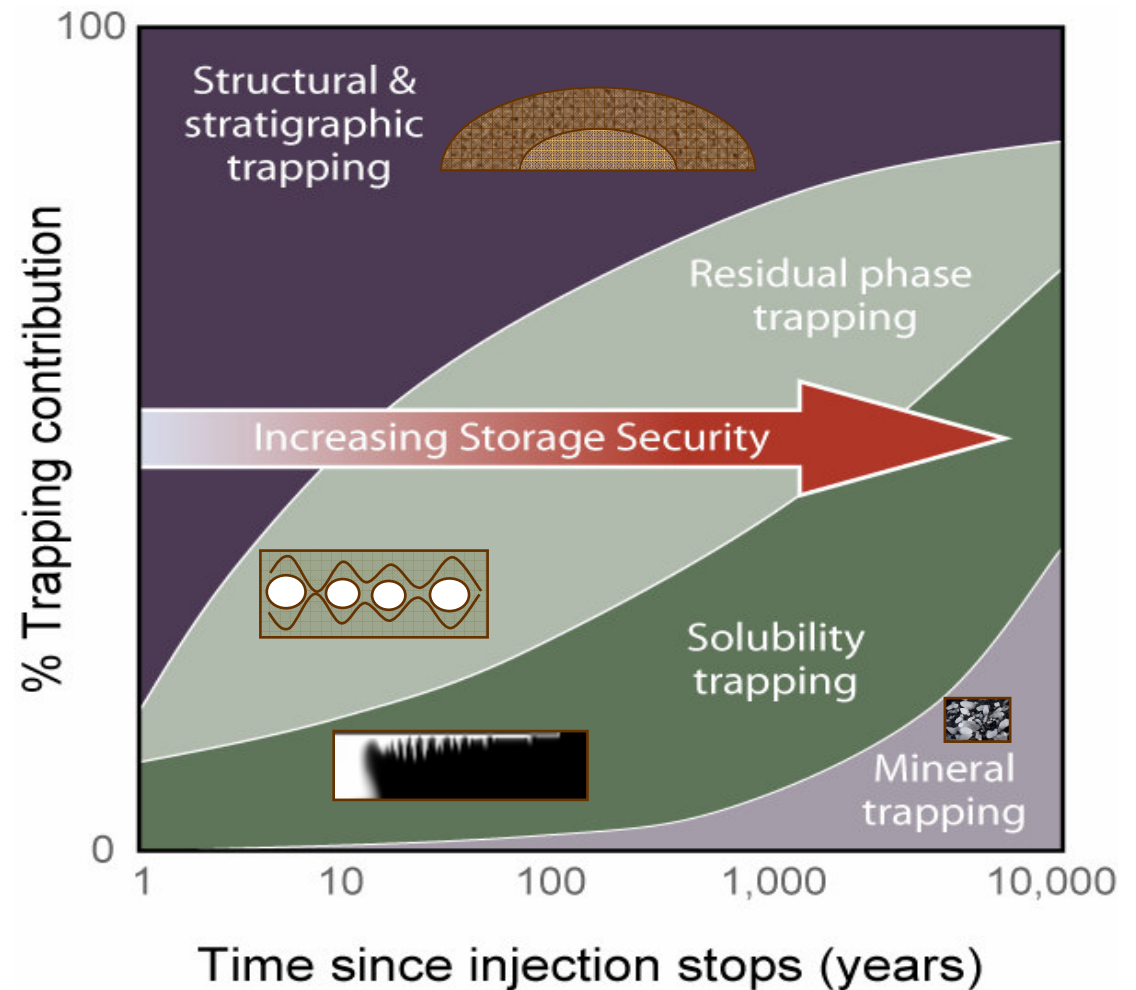 100
Structural &
stratigraphic
trapping
Residual phase
trapping
Increasing Storage Security
Solubility
trapping
Mineral
trapping
% Trapping contribution
0
1 10 100 1,000 10,000
Time since injection stops (years)